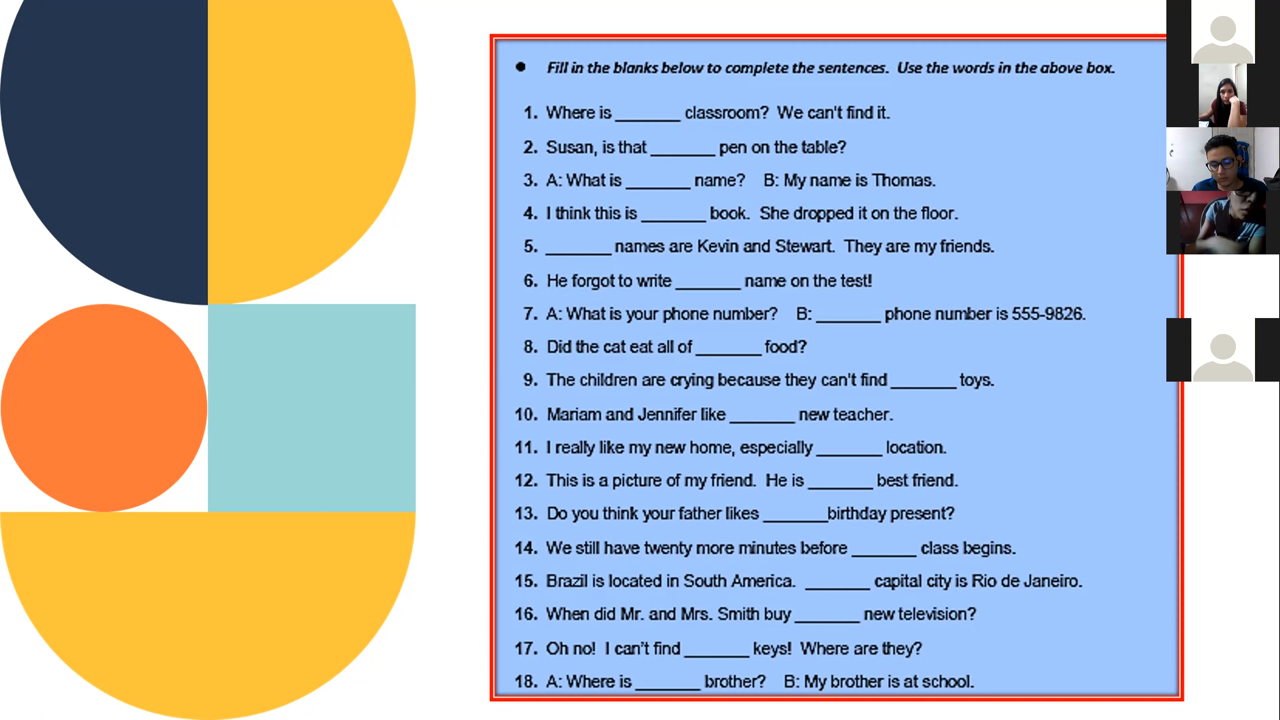 ● Fill in the blanks below to complete the sentences. Use the words in the above box.
1. Where is _______ classroom? We can't find it.
2. Susan, is that _______ pen on the table?
3. A: What is _______ name? B: My name is Thomas.
4. I think this is _______ book. She dropped it on the floor.
5. _______ names are Kevin and Stewart. They are my friends.
6. He forgot to write _______ name on the test!
7. A: What is your phone number? B: _______ phone number is 555-9826.
8. Did the cat eat all of _______ food?
9. The children are crying because they can't find _______ toys.
10. Mariam and Jennifer like _______ new teacher.
11. I really like my new home, especially _______ location.
12. This is a picture of my friend. He is _______ best friend.
13. Do you think your father likes _______birthday present?
14. We still have twenty more minutes before _______ class begins.
15. Brazil is located in South America. _______ capital city is Rio de Janeiro.
16. When did Mr. and Mrs. Smith buy _______ new television?
17. Oh no! I can't find _______ keys! Where are they?
18. A: Where is _______ brother? B: My brother is at school.